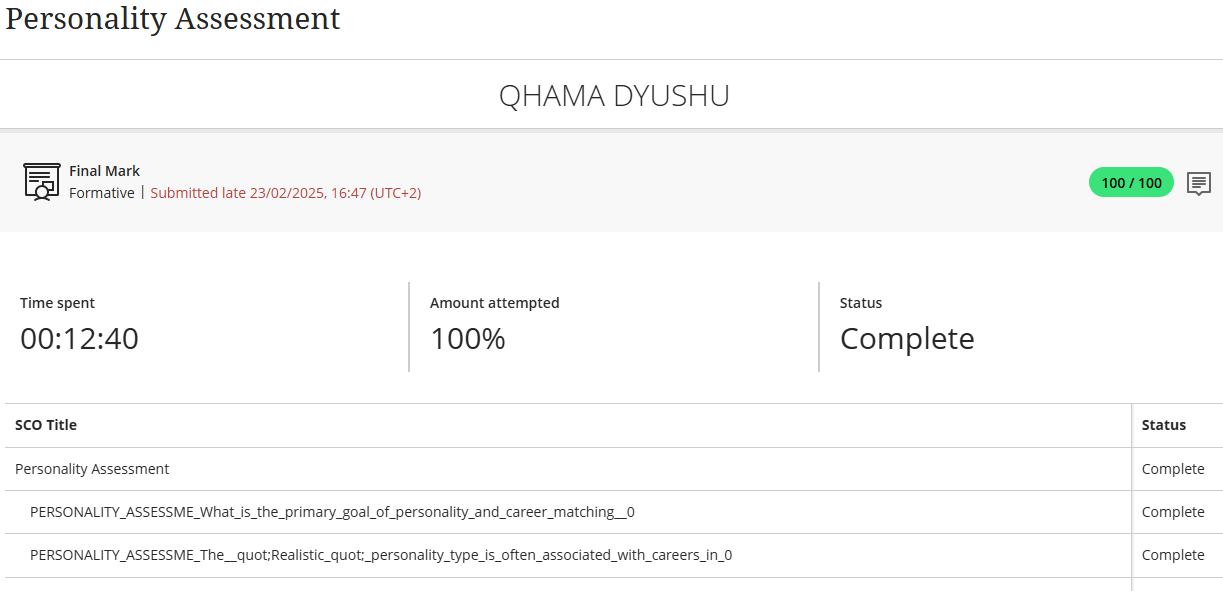 Personality Assessment
QHAMA DYUSHU
Final Mark
Formative | Submitted late 23/02/2025, 16:47 (UTC+2)
100 / 100
Time spent
00:12:40
Amount attempted
100%
Status
Complete
SCO Title Status
Personality Assessment Complete
PERSONALITY_ASSESSME_What_is_the_primary_goal_of_personality_and_career_matching__0 Complete
PERSONALITY_ASSESSME_The__quot;Realistic_quot;_personality_type_is_often_associated_with_careers_in_0 Complete